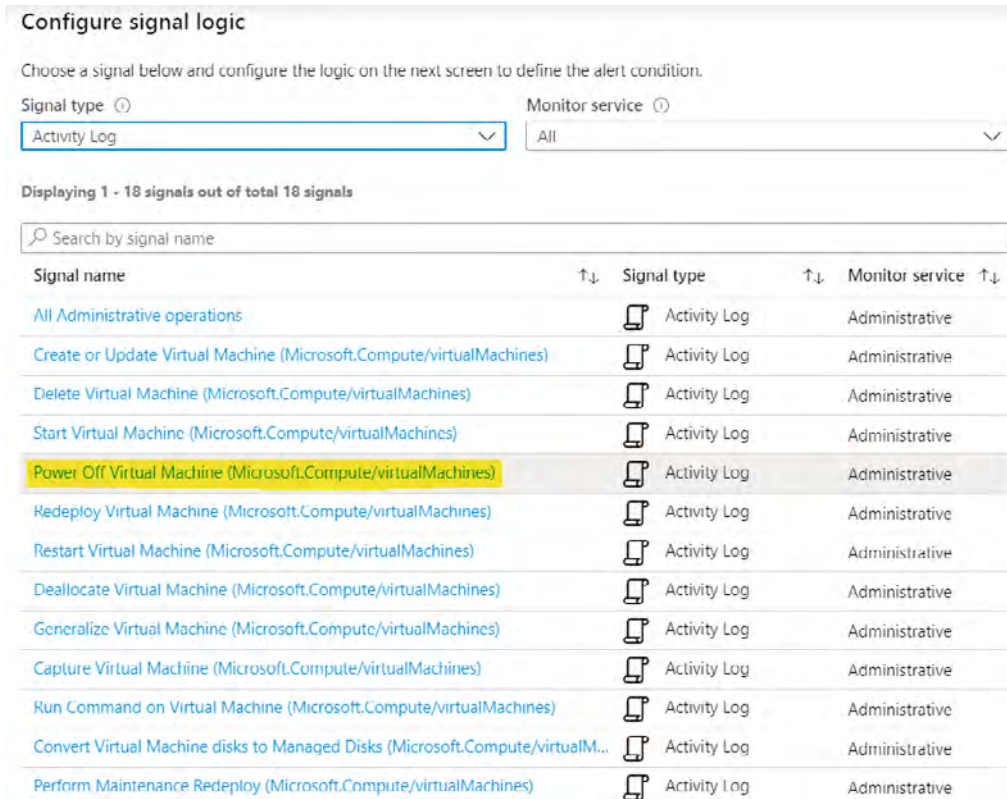 Configure signal logic
Choose a signal below and configure the logic on the next screen to define the alert condition.
Signal type Monitor service
Activity Log All
Displaying 1 - 18 signals out of total 18 signals
Search by signal name
Signal name Signal type Monitor service
All Administrative operations Activity Log Administrative
Create or Update Virtual Machine (Microsoft.Compute/virtualMachines) Activity Log Administrative
Delete Virtual Machine (Microsoft.Compute/virtualMachines) Activity Log Administrative
Start Virtual Machine (Microsoft.Compute/virtualMachines) Activity Log Administrative
Power Off Virtual Machine (Microsoft.Compute/virtualMachines) Activity Log Administrative
Redeploy Virtual Machine (Microsoft.Compute/virtualMachines) Activity Log Administrative
Restart Virtual Machine (Microsoft.Compute/virtualMachines) Activity Log Administrative
Deallocate Virtual Machine (Microsoft.Compute/virtualMachines) Activity Log Administrative
Generalize Virtual Machine (Microsoft.Compute/virtualMachines) Activity Log Administrative
Capture Virtual Machine (Microsoft.Compute/virtualMachines) Activity Log Administrative
Run Command on Virtual Machine (Microsoft.Compute/virtualMachines) Activity Log Administrative
Convert Virtual Machine disks to Managed Disks (Microsoft.Compute/virtualM... Activity Log Administrative
Perform Maintenance Redeploy (Microsoft.Compute/virtualMachines) Activity Log Administrative